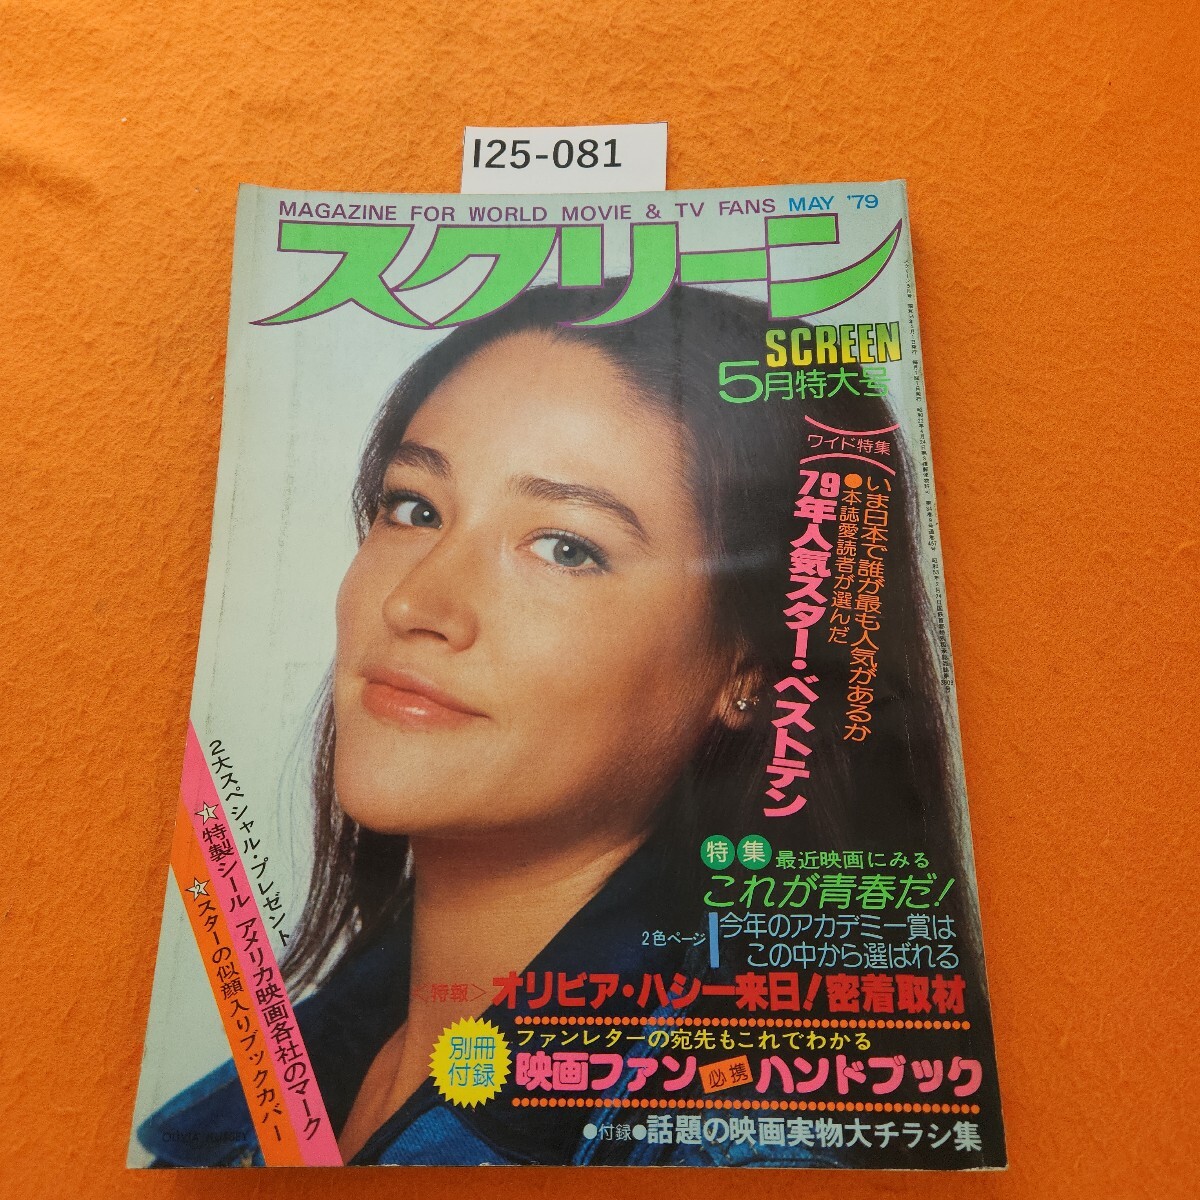 I25-081
MAGAZINE FOR WORLD MOVIE & TV FANS MAY '79
スクリーン
SCREEN
5月特大号
ワイド特集
いま日本で誰が最も人気があるか
●本誌愛読者が選んだ
79年人気スター・ベストテン
特集 最近映画にみる
これが青春だ!
2色ページ
今年のアカデミー賞は
この中から選ばれる
<特報>オリビア・ハシー来日!密着取材
別冊
付録
ファンレターの宛先もこれでわかる
映画ファン必携ハンドブック
●付録●話題の映画実物大チラシ集
2大スペシャル・プレゼント
1 特製シール アメリカ映画各社のマーク
2 スターの似顔入りブックカバー
OLIVIA HUSSEY